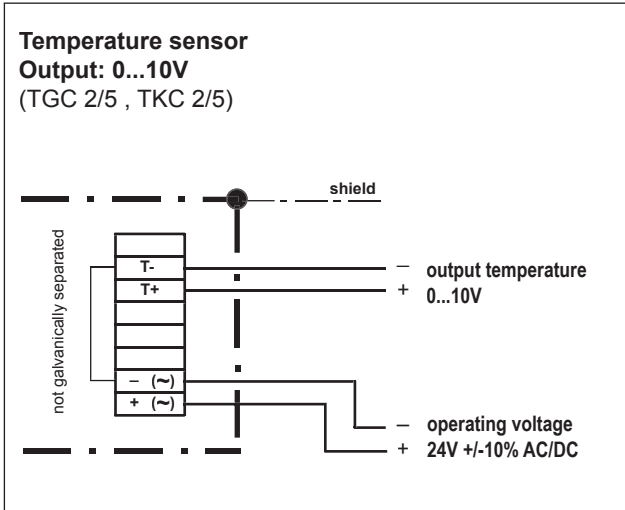 Temperature sensor
Output: 0...10V
(TGC 2/5 , TKC 2/5)
shield
not galvanically separated
T-
T+
– (~)
+ (~)
– output temperature
+ 0...10V
– operating voltage
+ 24V +/-10% AC/DC